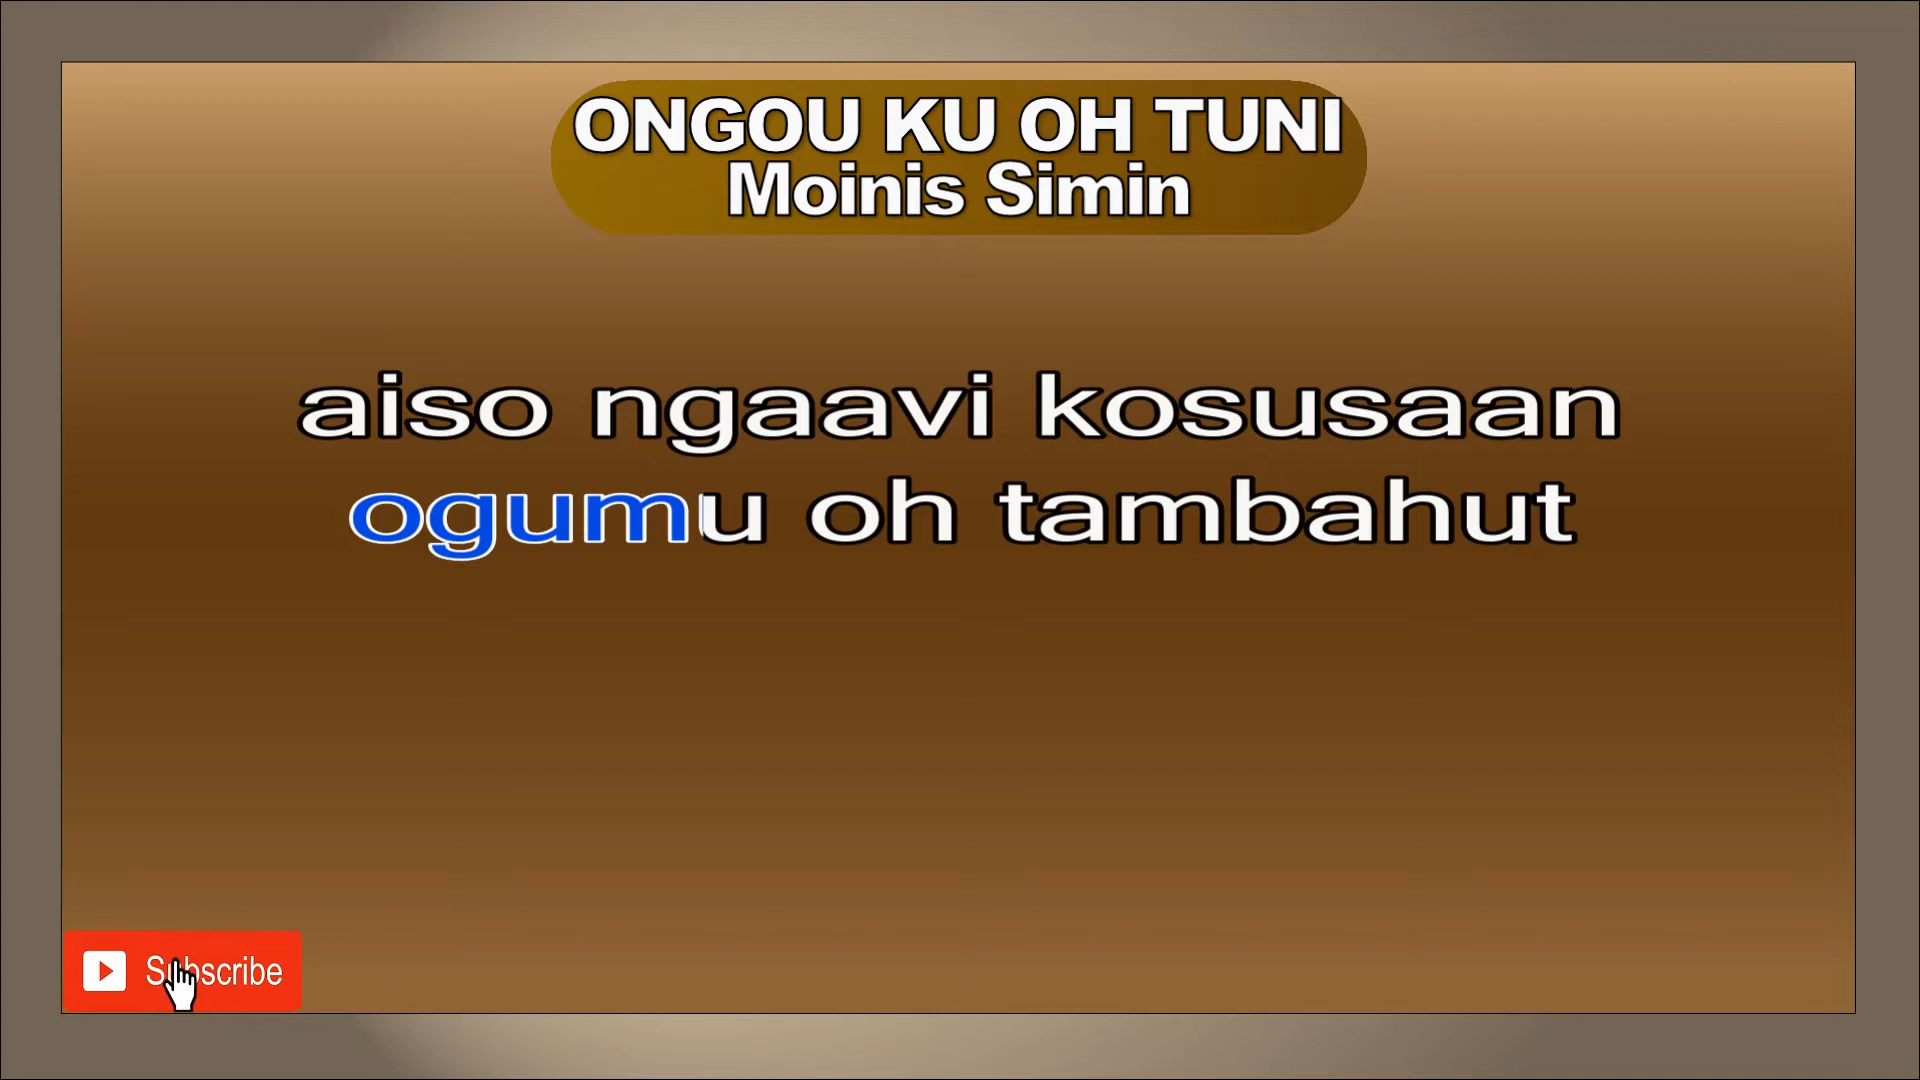 ONGOU KU OH TUNI
Moinis Simin
aiso ngaavi kosusaan
ogumu oh tambahut
Subscribe